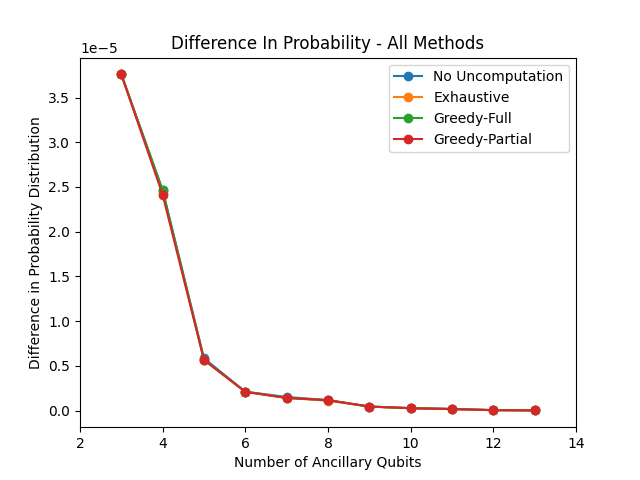 Difference In Probability - All Methods
1e−5
No Uncomputation
Exhaustive
Greedy-Full
Greedy-Partial
Difference in Probability Distribution
3.5
3.0
2.5
2.0
1.5
1.0
0.5
0.0
2 4 6 8 10 12 14
Number of Ancillary Qubits